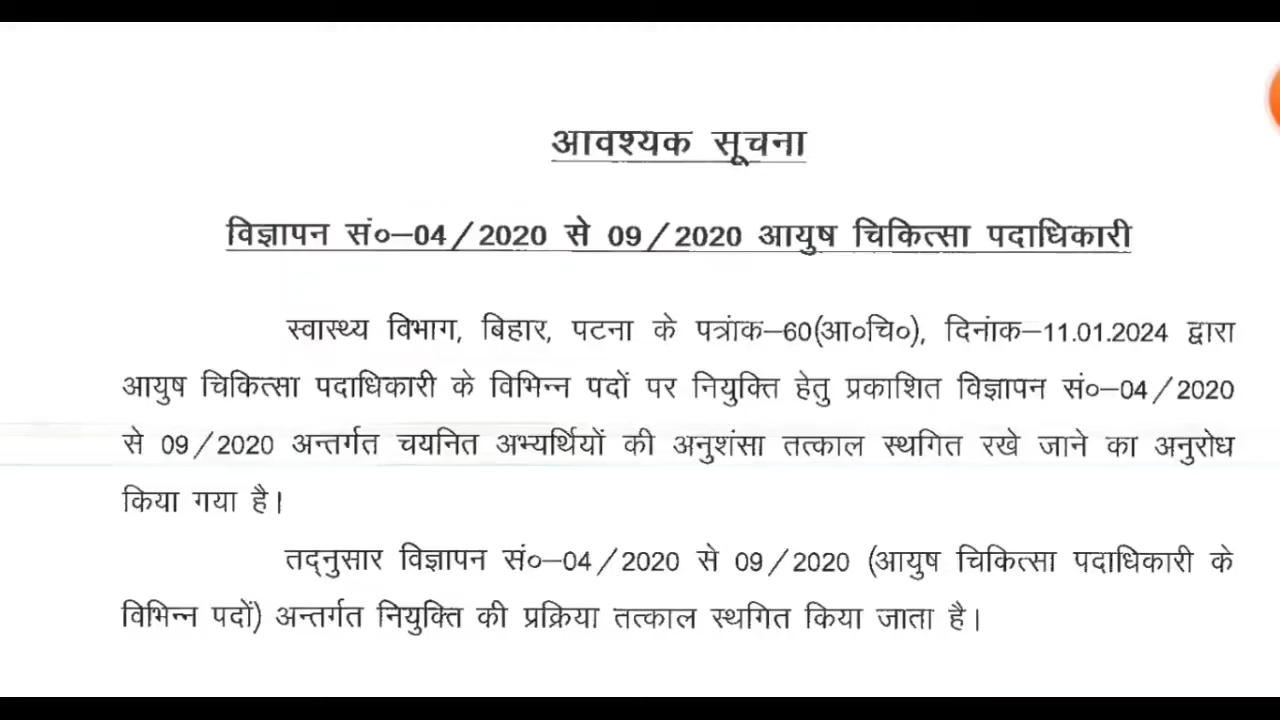 आवश्यक सूचना
विज्ञापन सं०–04/2020 से 09/2020 आयुष चिकित्सा पदाधिकारी
स्वास्थ्य विभाग, बिहार, पटना के पत्रांक–60(आ०चि०), दिनांक–11.01.2024 द्वारा
आयुष चिकित्सा पदाधिकारी के विभिन्न पदों पर नियुक्ति हेतु प्रकाशित विज्ञापन सं०–04/2020
से 09/2020 अन्तर्गत चयनित अभ्यर्थियों की अनुशंसा तत्काल स्थगित रखे जाने का अनुरोध
किया गया है।
तद्नुसार विज्ञापन सं०–04/2020 से 09/2020 (आयुष चिकित्सा पदाधिकारी के
विभिन्न पदों) अन्तर्गत नियुक्ति की प्रक्रिया तत्काल स्थगित किया जाता है।